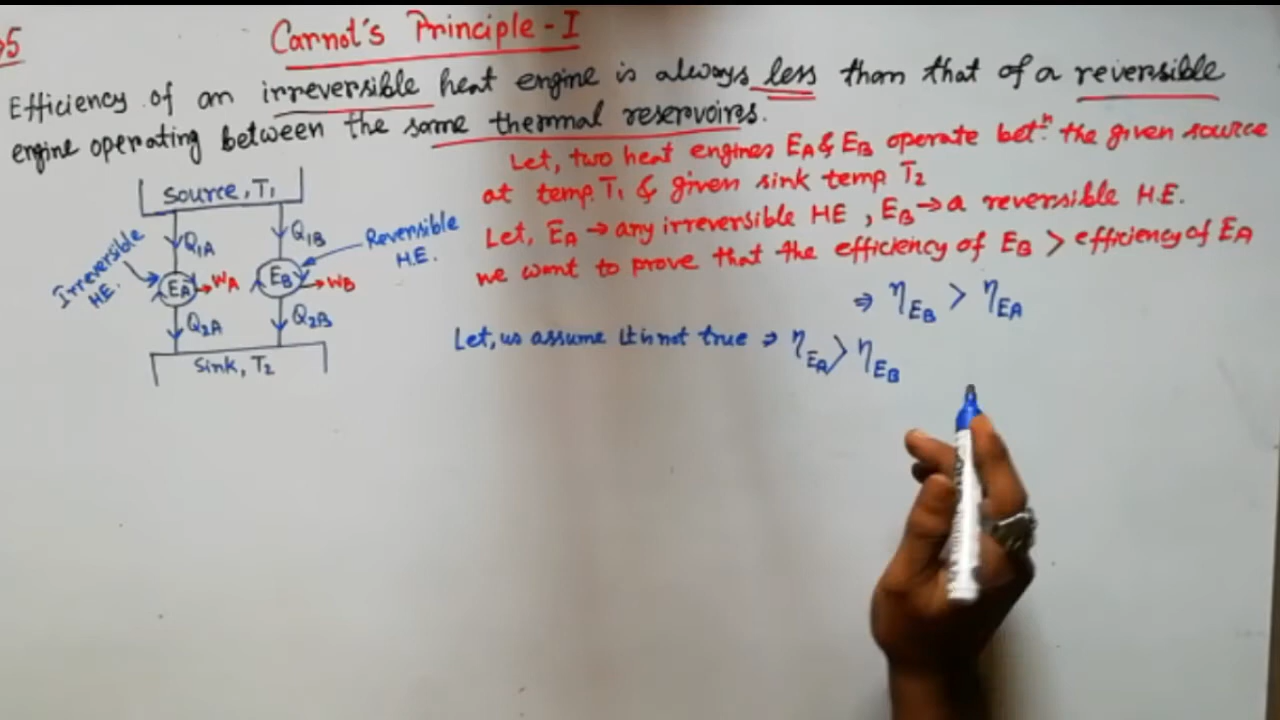 5
Carnot's Principle - I
Efficiency of an irreversible heat engine is always less than that of a reversible
engine operating between the same thermal reservoires.
Let, two heat engines EA & EB operate betn. the given source
at temp. T1 & given sink temp T2
Let, EA → any irreversible HE, EB → a reversible H.E.
we want to prove that the efficiency of EB > efficiency of EA
⇒ ηEB > ηEA
Let, us assume it is not true ⇒ ηEA > ηEB
Source, T1
Q1A
Q1B
Irreversible
HE.
Reversible
H.E.
EA
WA
EB
WB
Q2A
Q2B
Sink, T2